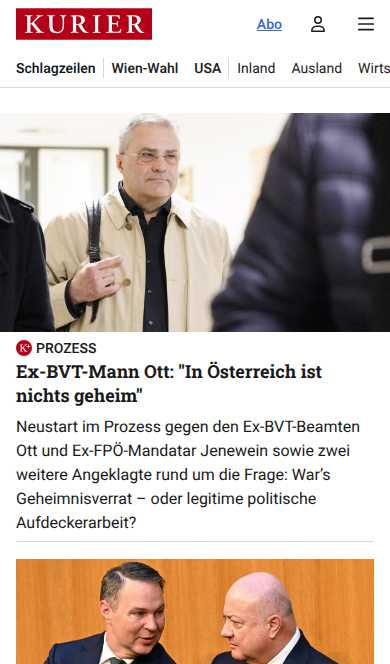 KURIER
Abo
Schlagzeilen Wien-Wahl USA Inland Ausland Wirts
K+ PROZESS
Ex-BVT-Mann Ott: "In Österreich ist
nichts geheim"
Neustart im Prozess gegen den Ex-BVT-Beamten
Ott und Ex-FPÖ-Mandatar Jenewein sowie zwei
weitere Angeklagte rund um die Frage: War’s
Geheimnisverrat – oder legitime politische
Aufdeckerarbeit?